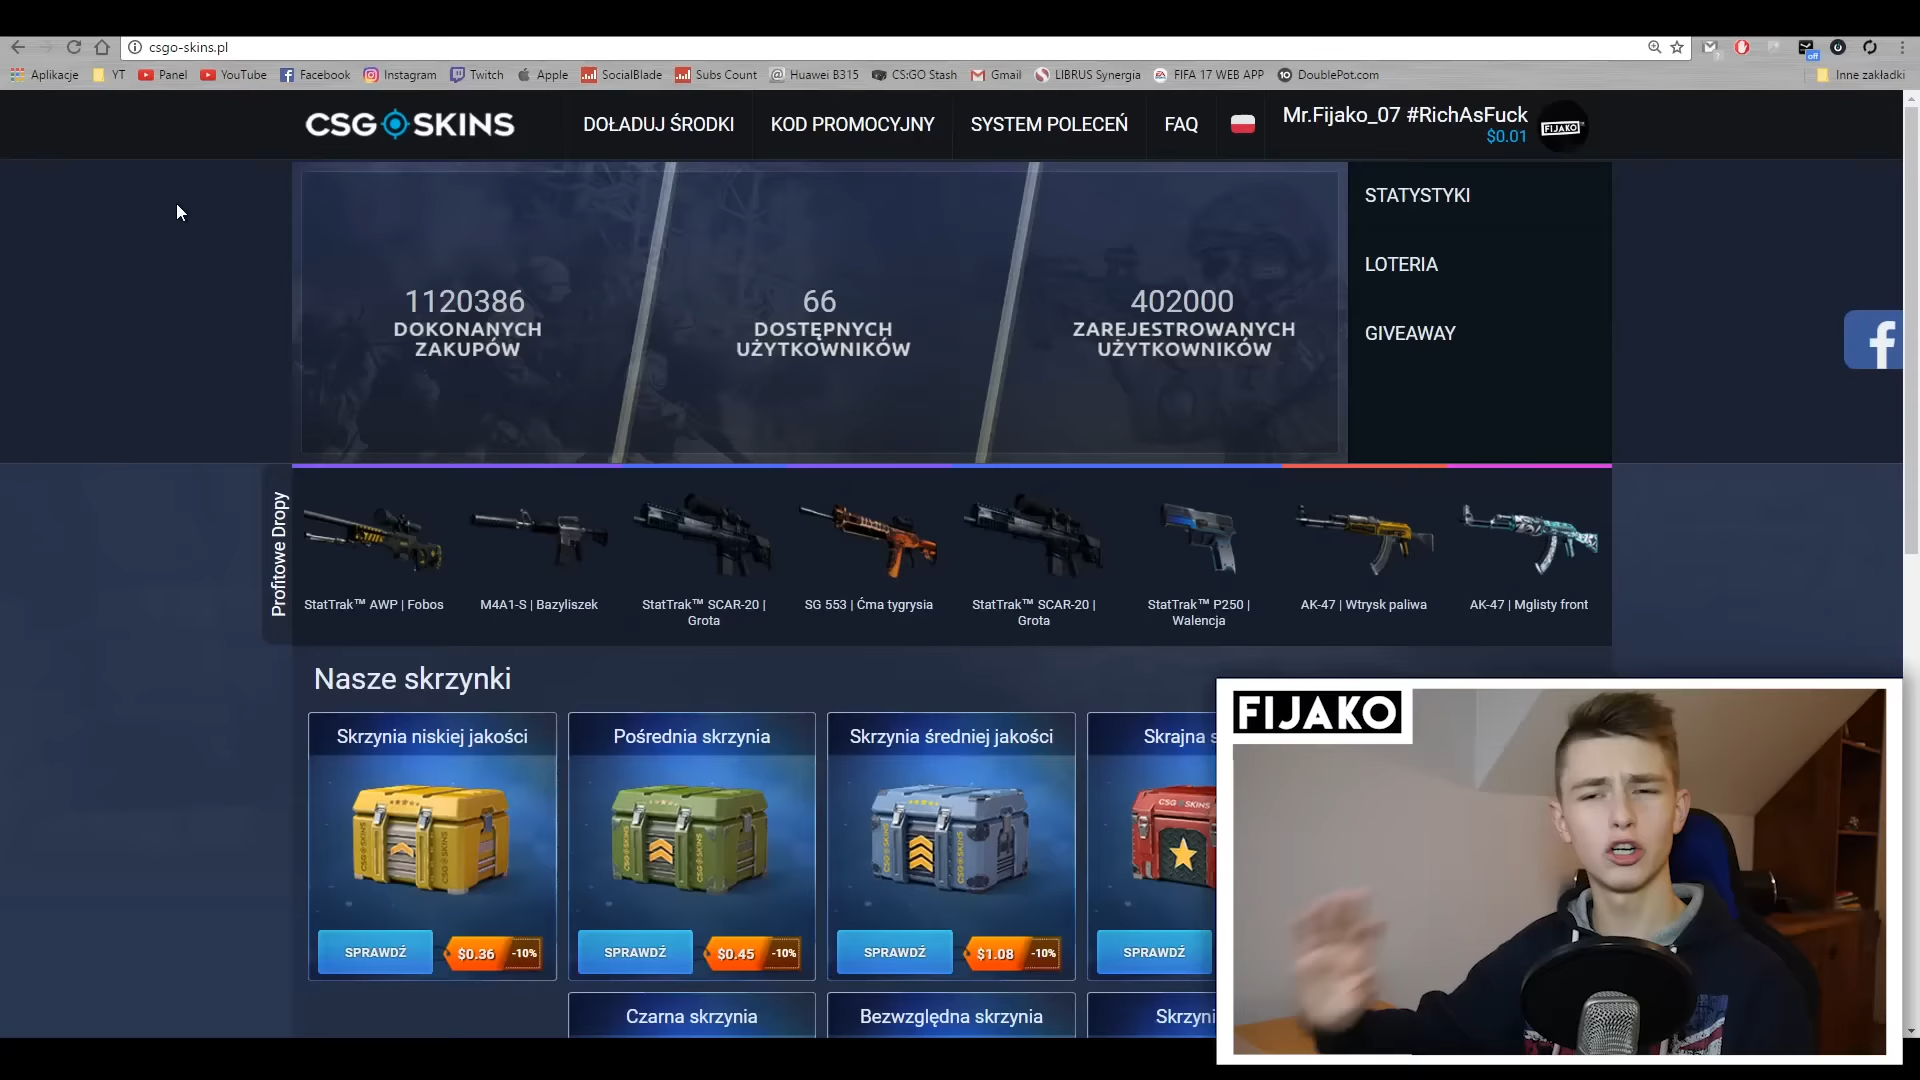 csgo-skins.pl
Aplikacje YT Panel YouTube Facebook Instagram Twitch Apple SocialBlade Subs Count Huawei B315 CS:GO Stash Gmail LIBRUS Synergia FIFA 17 WEB APP DoublePot.com Inne zakładki
CSG SKINS DOŁADUJ ŚRODKI KOD PROMOCYJNY SYSTEM POLECEŃ FAQ Mr.Fijako_07 #RichAsFuck
$0.01
FIJAKO
STATYSTYKI
LOTERIA
GIVEAWAY
1120386
DOKONANYCH
ZAKUPÓW
66
DOSTĘPNYCH
UŻYTKOWNIKÓW
402000
ZAREJESTROWANYCH
UŻYTKOWNIKÓW
Profitowe Dropy
StatTrak™ AWP | Fobos
M4A1-S | Bazyliszek
StatTrak™ SCAR-20 |
Grota
SG 553 | Ćma tygrysia
StatTrak™ SCAR-20 |
Grota
StatTrak™ P250 |
Walencja
AK-47 | Wtrysk paliwa
AK-47 | Mglisty front
Nasze skrzynki
Skrzynia niskiej jakości
SPRAWDŹ $0.36 -10%
Pośrednia skrzynia
SPRAWDŹ $0.45 -10%
Skrzynia średniej jakości
SPRAWDŹ $1.08 -10%
Skrajna s
CSG SKINS
SPRAWDŹ
Czarna skrzynia
Bezwzględna skrzynia
Skrzyni
FIJAKO